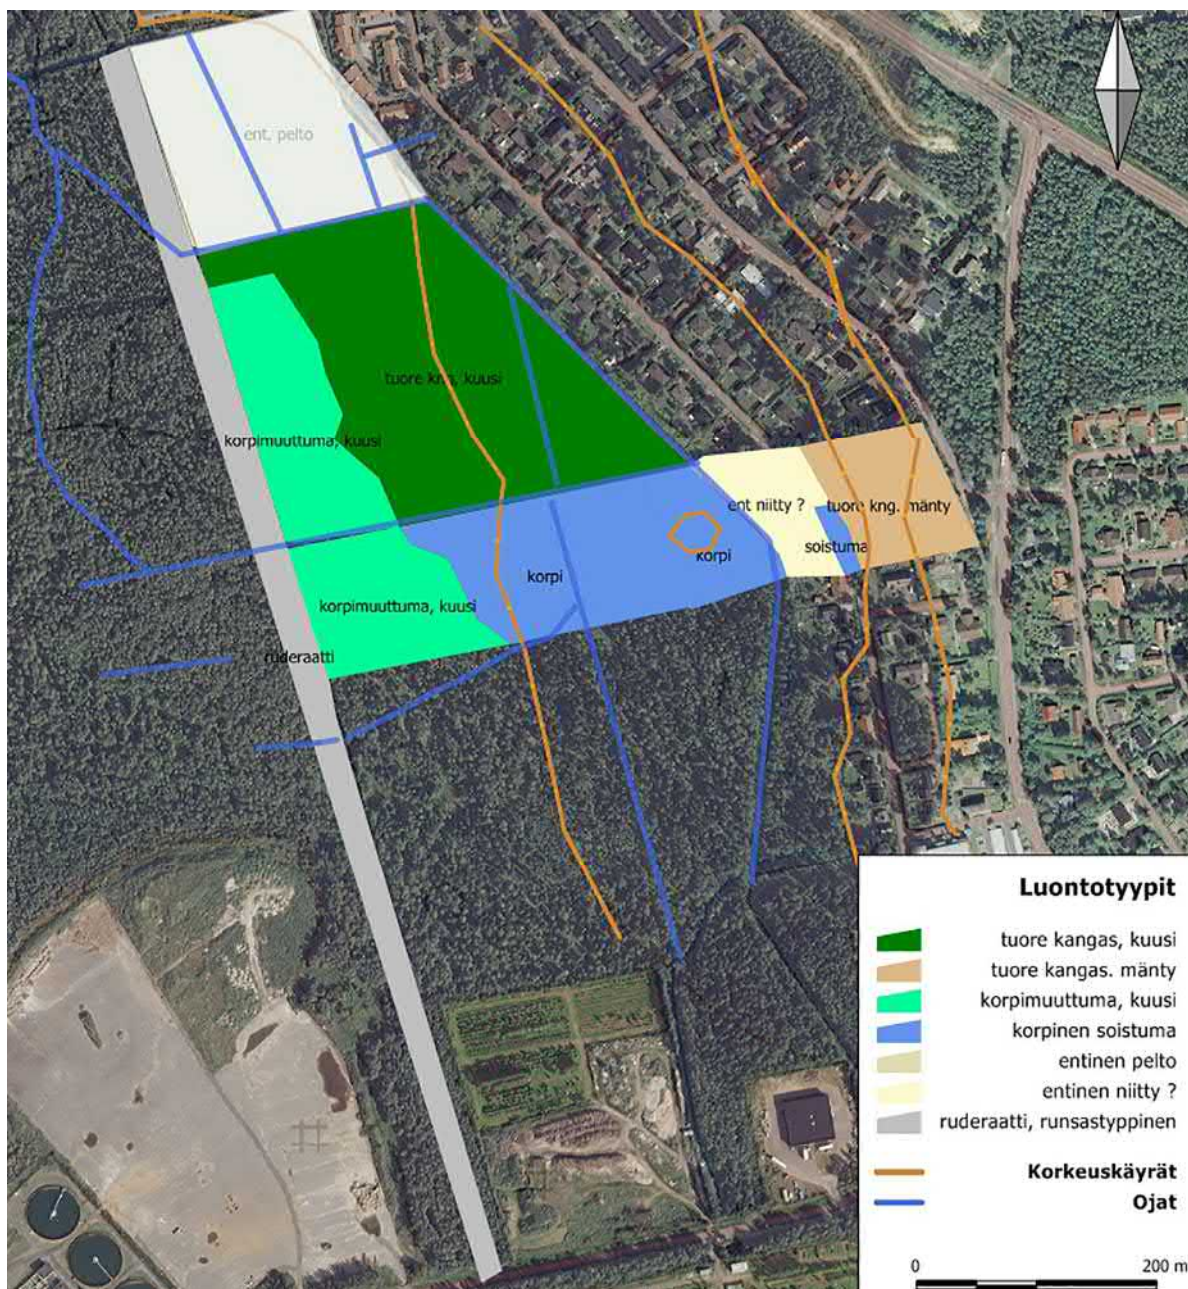 ent. pelto
tuore kng, kuusi
korpimuuttuma, kuusi
ent niitty ?
tuore kng. mänty
soistuma
korpi
korpi
korpimuuttuma, kuusi
ruderaatti
Luontotyypit
tuore kangas, kuusi
tuore kangas. mänty
korpimuuttuma, kuusi
korpinen soistuma
entinen pelto
entinen niitty ?
ruderaatti, runsastyppinen
Korkeuskäyrät
Ojat
0 200 m